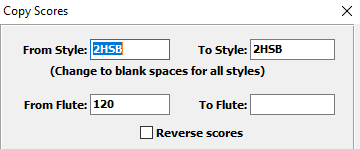 Copy Scores
From Style: 2HSB To Style: 2HSB
(Change to blank spaces for all styles)
From Flute: 120 To Flute:
Reverse scores